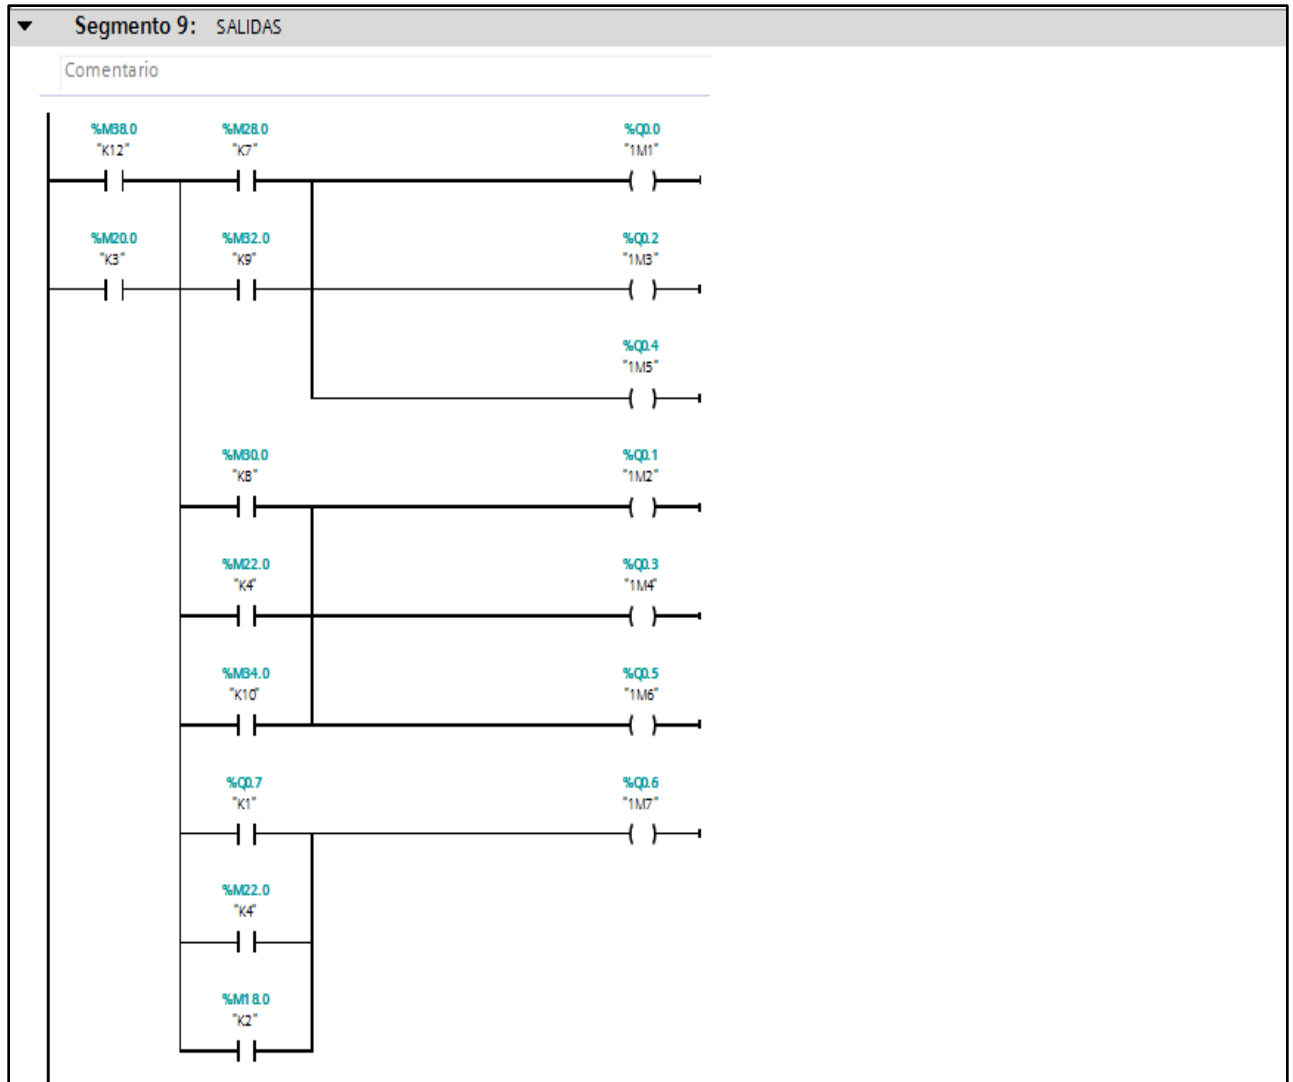 Segmento 9: SALIDAS
Comentario
%M38.0 %M28.0 %Q0.0
"K12" "K7" "1M1"
%M20.0 %M32.0 %Q0.2
"K3" "K9" "1M3"
%Q0.4
"1M5"
%M30.0 %Q0.1
"K8" "1M2"
%M22.0 %Q0.3
"K4" "1M4"
%M34.0 %Q0.5
"K10" "1M6"
%Q0.7 %Q0.6
"K1" "1M7"
%M22.0
"K4"
%M18.0
"K2"